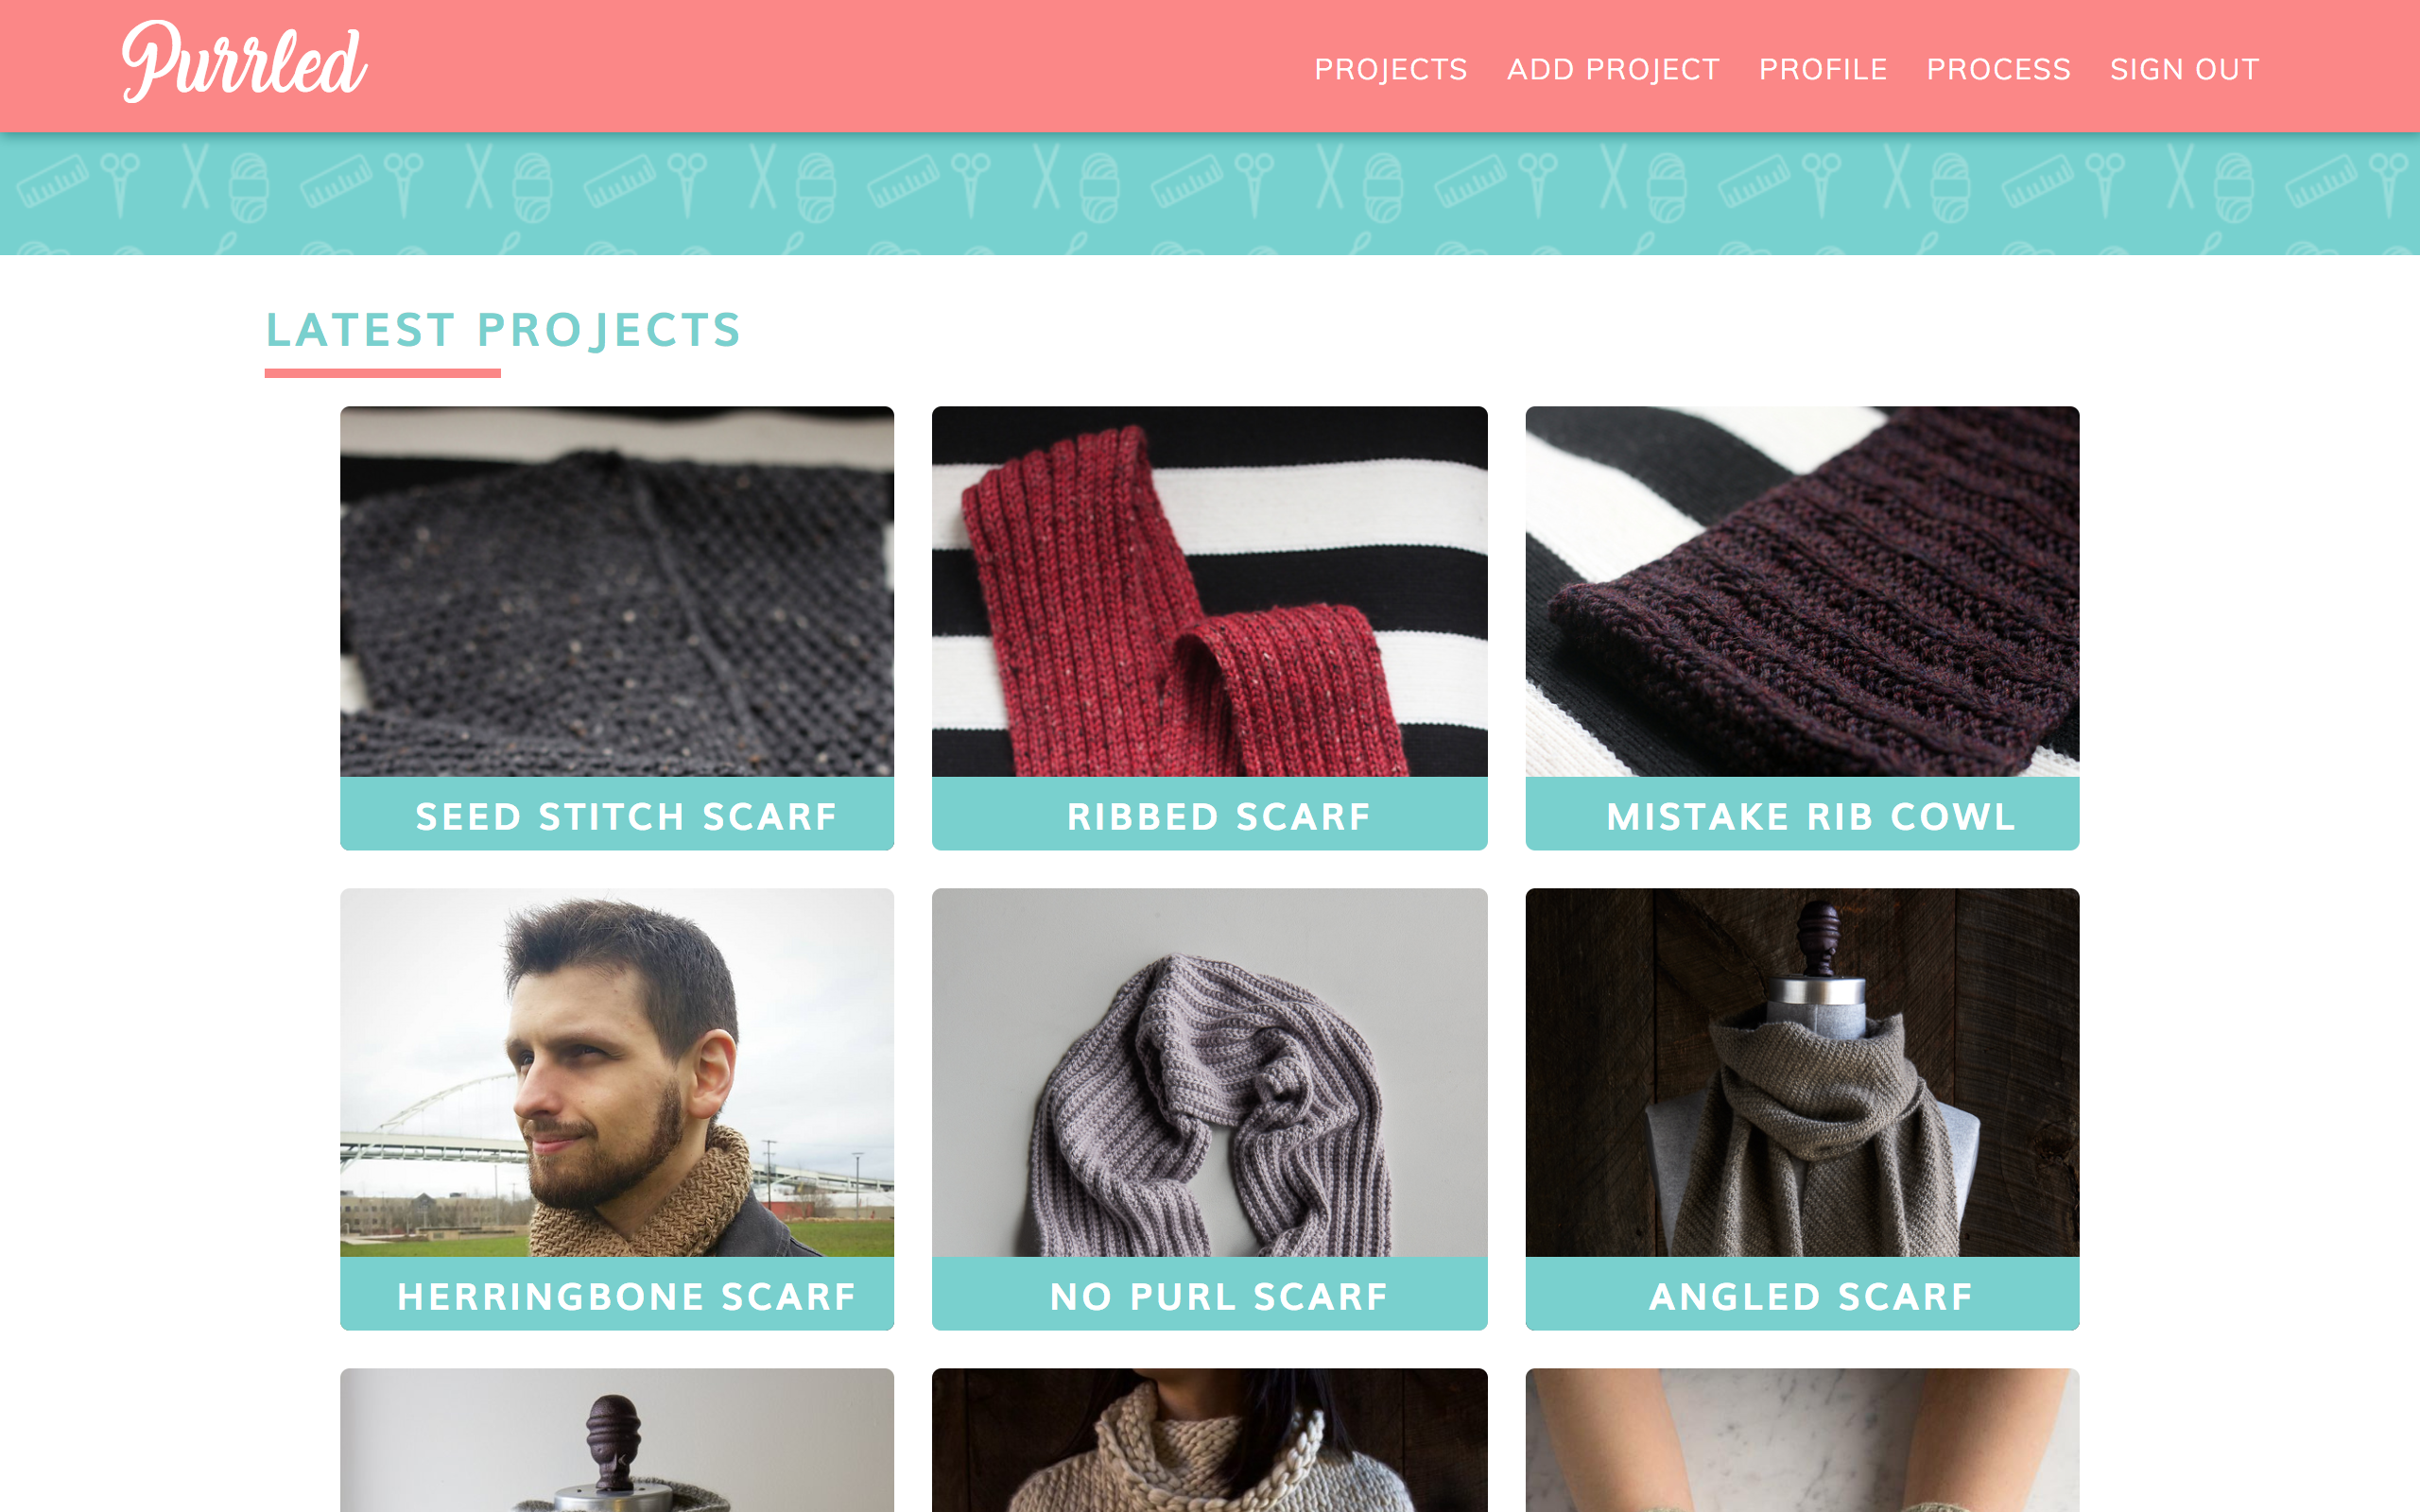 Purrled
PROJECTS ADD PROJECT PROFILE PROCESS SIGN OUT
LATEST PROJECTS
SEED STITCH SCARF
RIBBED SCARF
MISTAKE RIB COWL
HERRINGBONE SCARF
NO PURL SCARF
ANGLED SCARF